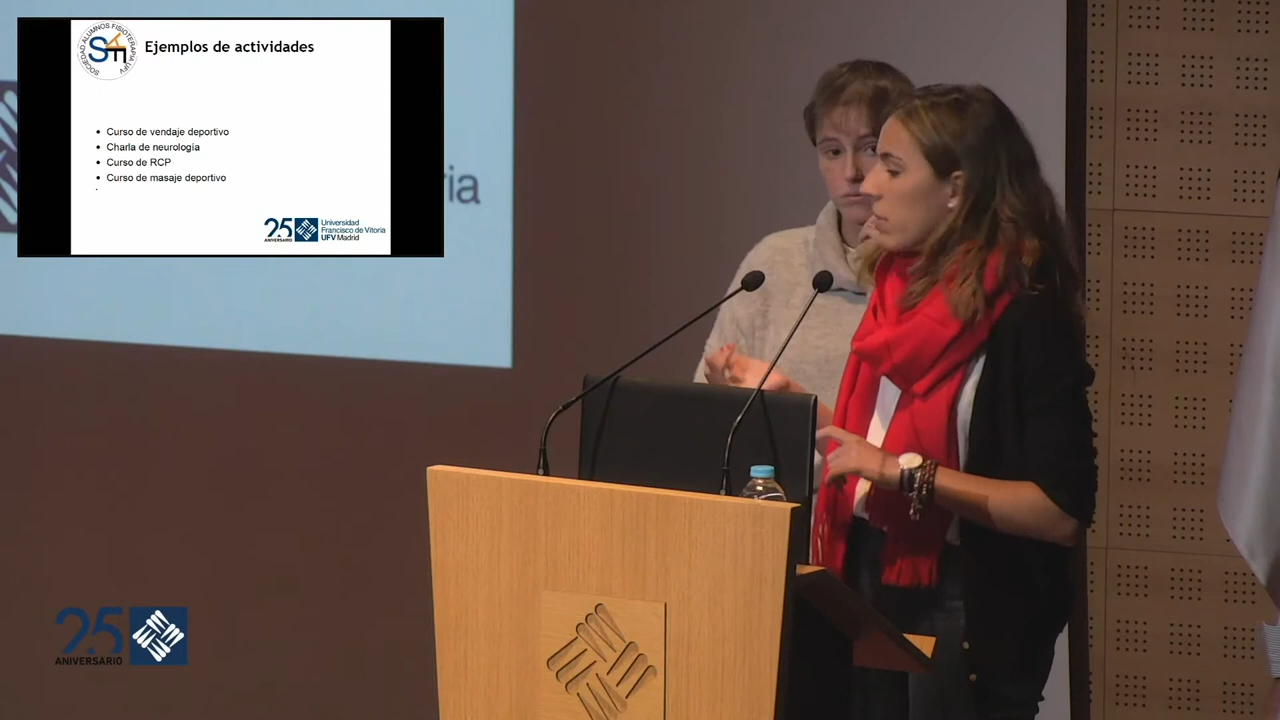 SOCIEDAD ALUMNOS FISIOTERAPIA UFV
Ejemplos de actividades
• Curso de vendaje deportivo
• Charla de neurología
• Curso de RCP
• Curso de masaje deportivo
25
ANIVERSARIO
Universidad
Francisco de Vitoria
UFV Madrid
ria
25
ANIVERSARIO